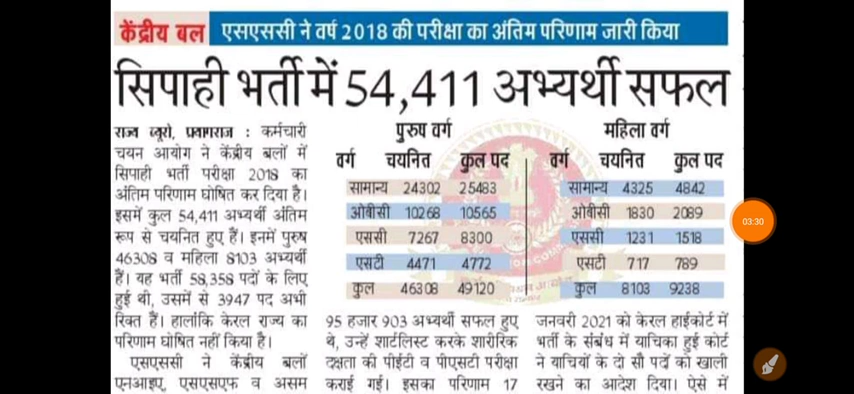 केंद्रीय बल एसएससी ने वर्ष 2018 की परीक्षा का अंतिम परिणाम जारी किया
सिपाही भर्ती में 54,411 अभ्यर्थी सफल
राज्य ब्यूरो, प्रयागराज : कर्मचारी
चयन आयोग ने केंद्रीय बलों में
सिपाही भर्ती परीक्षा 2018 का
अंतिम परिणाम घोषित कर दिया है।
इसमें कुल 54,411 अभ्यर्थी अंतिम
रूप से चयनित हुए हैं। इनमें पुरुष
46308 व महिला 8103 अभ्यर्थी
हैं। यह भर्ती 58,358 पदों के लिए
हुई थी, उसमें से 3947 पद अभी
रिक्त हैं। हालांकि केरल राज्य का
परिणाम घोषित नहीं किया है।
एसएससी ने केंद्रीय बलों
एनआइए, एसएसएफ व असम
पुरुष वर्ग
वर्ग चयनित कुल पद
सामान्य 24302 25483
ओबीसी 10268 10565
एससी 7267 8300
एसटी 4471 4772
कुल 46308 49120
महिला वर्ग
वर्ग चयनित कुल पद
सामान्य 4325 4842
ओबीसी 1830 2089
एससी 1231 1518
एसटी 717 789
कुल 8103 9238
95 हजार 903 अभ्यर्थी सफल हुए
थे, उन्हें शार्टलिस्ट करके शारीरिक
दक्षता की पीईटी व पीएसटी परीक्षा
कराई गई। इसका परिणाम 17
जनवरी 2021 को केरल हाईकोर्ट में
भर्ती के संबंध में याचिका हुई कोर्ट
ने याचियों के दो सौ पदों को खाली
रखने का आदेश दिया। ऐसे में
03:30